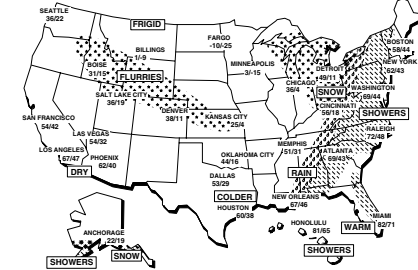 SEATTLE
36/22
FRIGID
BILLINGS
1/-9
FARGO
-10/-25
MINNEAPOLIS
3/-15
BOISE
31/15
FLURRIES
SALT LAKE CITY
36/19
DENVER
38/11
KANSAS CITY
25/4
CHICAGO
36/4
DETROIT
49/11
SNOW
CINCINNATI
56/18
BOSTON
58/44
NEW YORK
62/43
WASHINGTON
69/44
SHOWERS
RALEIGH
72/48
SAN FRANCISCO
54/42
LAS VEGAS
54/32
LOS ANGELES
67/47
PHOENIX
62/40
DRY
OKLAHOMA CITY
44/16
DALLAS
53/29
COLDER
HOUSTON
60/38
MEMPHIS
51/31
ATLANTA
69/43
RAIN
NEW ORLEANS
67/46
MIAMI
82/71
WARM
HONOLULU
81/65
SHOWERS
ANCHORAGE
22/19
SHOWERS
SNOW